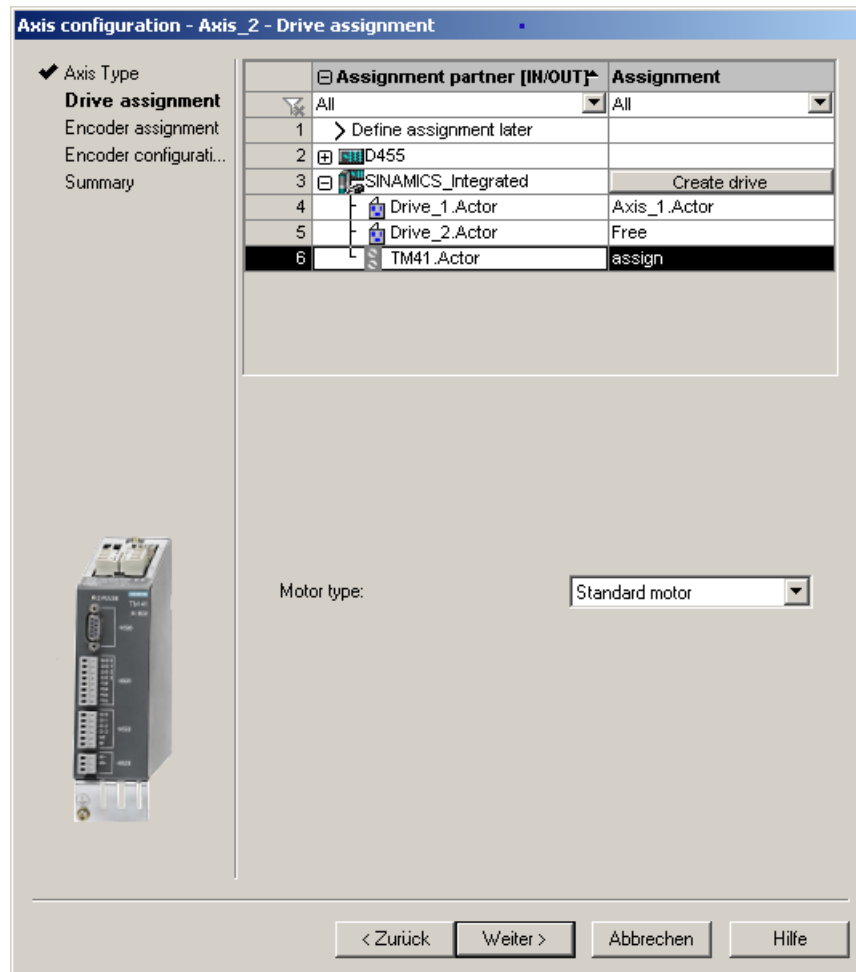 Axis configuration - Axis_2 - Drive assignment
Axis Type
Drive assignment
Encoder assignment
Encoder configurati...
Summary
Assignment partner [IN/OUT] Assignment
All All
1 Define assignment later
2 D455
3 SINAMICS_Integrated Create drive
4 Drive_1.Actor Axis_1.Actor
5 Drive_2.Actor Free
6 TM41.Actor assign
Motor type: Standard motor
< Zurück Weiter > Abbrechen Hilfe